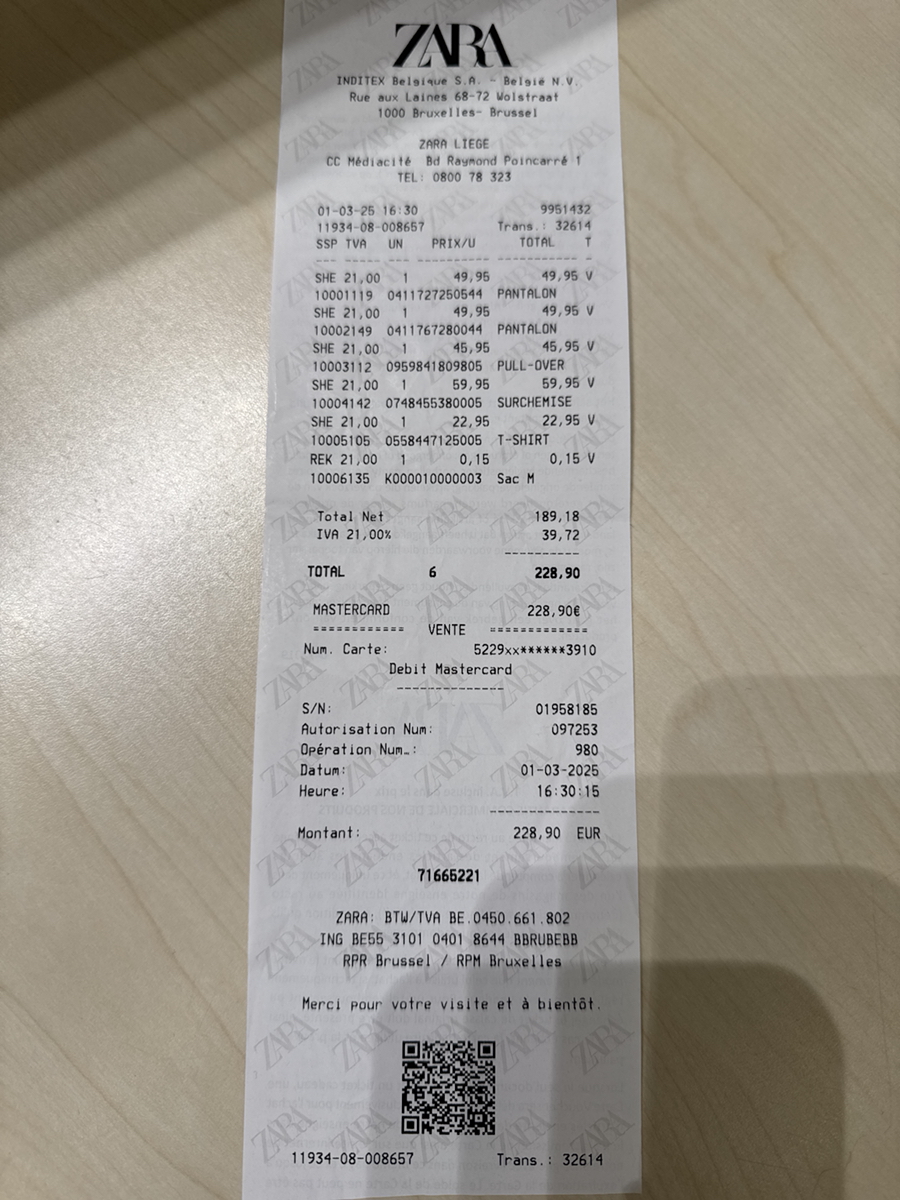 ZARA
INDITEX Belgique S.A. - België N.V.
Rue aux Laines 68-72 Wolstraat
1000 Bruxelles- Brussel
ZARA LIEGE
CC Médiacité Bd Raymond Poincarré 1
TEL: 0800 78 323
01-03-25 16:30 9951432
11934-08-008657 Trans.: 32614
SSP TVA UN PRIX/U TOTAL T
--- ----- --- ---------- ----------- -
SHE 21,00 1 49,95 49,95 V
10001119 0411727250544 PANTALON
SHE 21,00 1 49,95 49,95 V
10002149 0411767280044 PANTALON
SHE 21,00 1 45,95 45,95 V
10003112 0959841809805 PULL-OVER
SHE 21,00 1 59,95 59,95 V
10004142 0748455380005 SURCHEMISE
SHE 21,00 1 22,95 22,95 V
10005105 0558447125005 T-SHIRT
REK 21,00 1 0,15 0,15 V
10006135 K000010000003 Sac M
Total Net 189,18
IVA 21,00% 39,72
----------
TOTAL 6 228,90
MASTERCARD 228,90€
============ VENTE =============
Num. Carte: 5229xx******3910
Debit Mastercard
--------------
S/N: 01958185
Autorisation Num: 097253
Opération Num.: 980
Datum: 01-03-2025
Heure: 16:30:15
--------------
Montant: 228,90 EUR
71665221
ZARA: BTW/TVA BE.0450.661.802
ING BE55 3101 0401 8644 BBRUBEBB
RPR Brussel / RPM Bruxelles
Merci pour votre visite et à bientôt.
11934-08-008657 Trans.: 32614